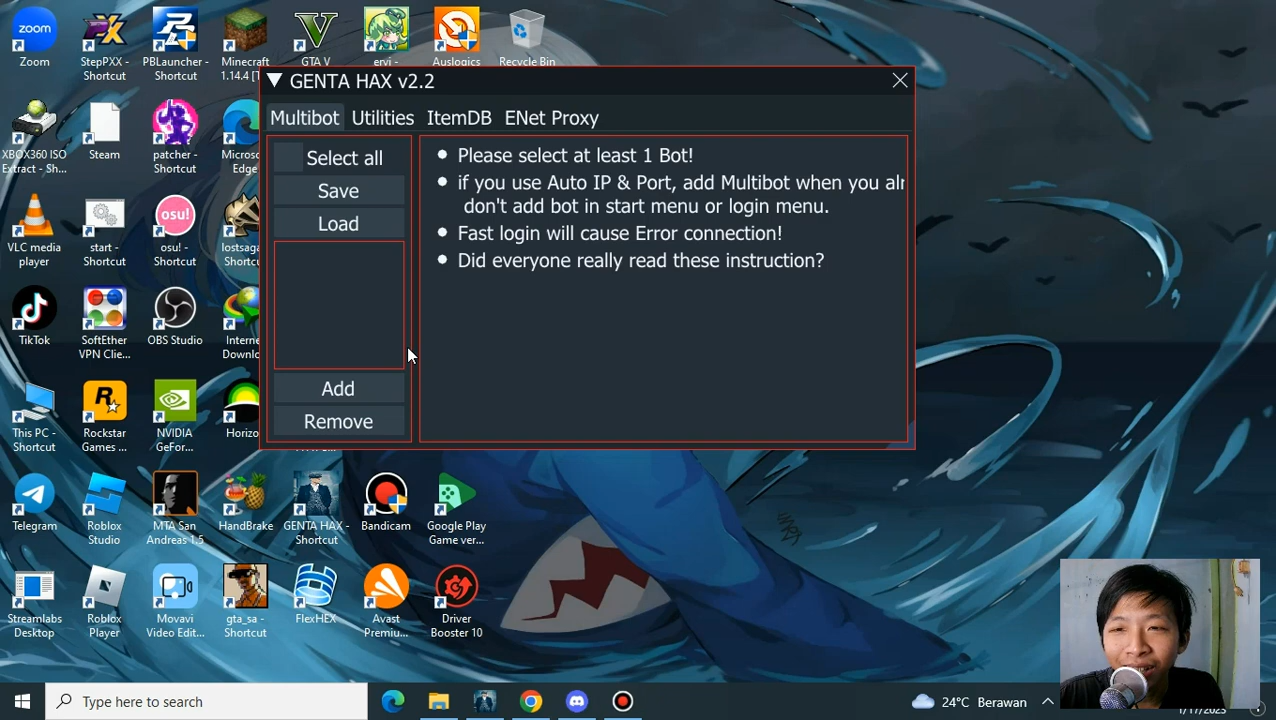 Zoom
StepPXX -
Shortcut
PBLauncher -
Shortcut
Minecraft
1.14.4 [T
GTA V
ervi -
Auslogics
Recycle Bin
GENTA HAX v2.2
Multibot
Utilities
ItemDB
ENet Proxy
Select all
Save
Load
Add
Remove
Please select at least 1 Bot!
if you use Auto IP & Port, add Multibot when you alr
don't add bot in start menu or login menu.
Fast login will cause Error connection!
Did everyone really read these instruction?
XBOX360 ISO
Extract - Sh...
Steam
patcher -
Shortcut
Microso
Edge
VLC media
player
start -
Shortcut
osu!
osu! -
Shortcut
lostsaga
Shortcut
TikTok
SoftEther
VPN Clie...
OBS Studio
Interne
Downlo
This PC -
Shortcut
Rockstar
Games ...
NVIDIA
GeFor...
Horizo
Telegram
Roblox
Studio
MTA San
Andreas 1.5
HandBrake
GENTA HAX -
Shortcut
Bandicam
Google Play
Game ver...
Streamlabs
Desktop
Roblox
Player
Movavi
Video Edit...
gta_sa -
Shortcut
FlexHEX
Avast
Premiu...
Driver
Booster 10
Type here to search
24°C Berawan
1/17/2023